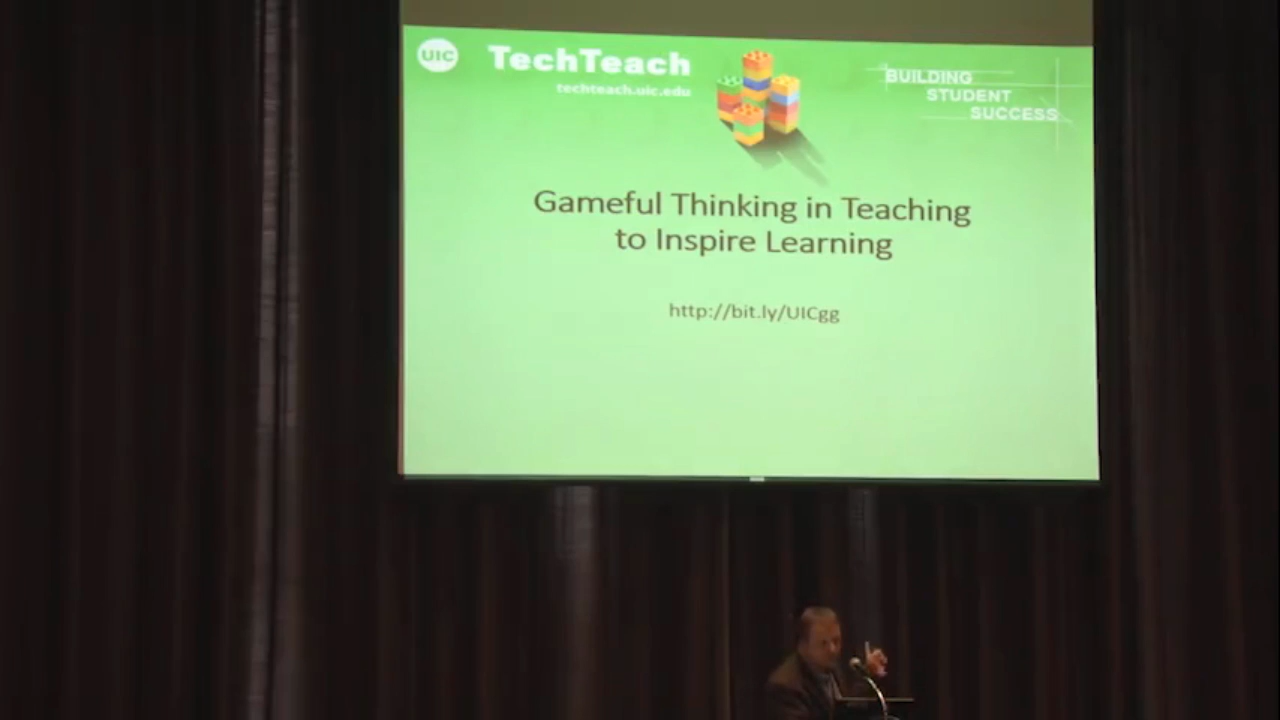 UIC
TechTeach
techteach.uic.edu
BUILDING
STUDENT
SUCCESS
Gameful Thinking in Teaching
to Inspire Learning
http://bit.ly/UICgg